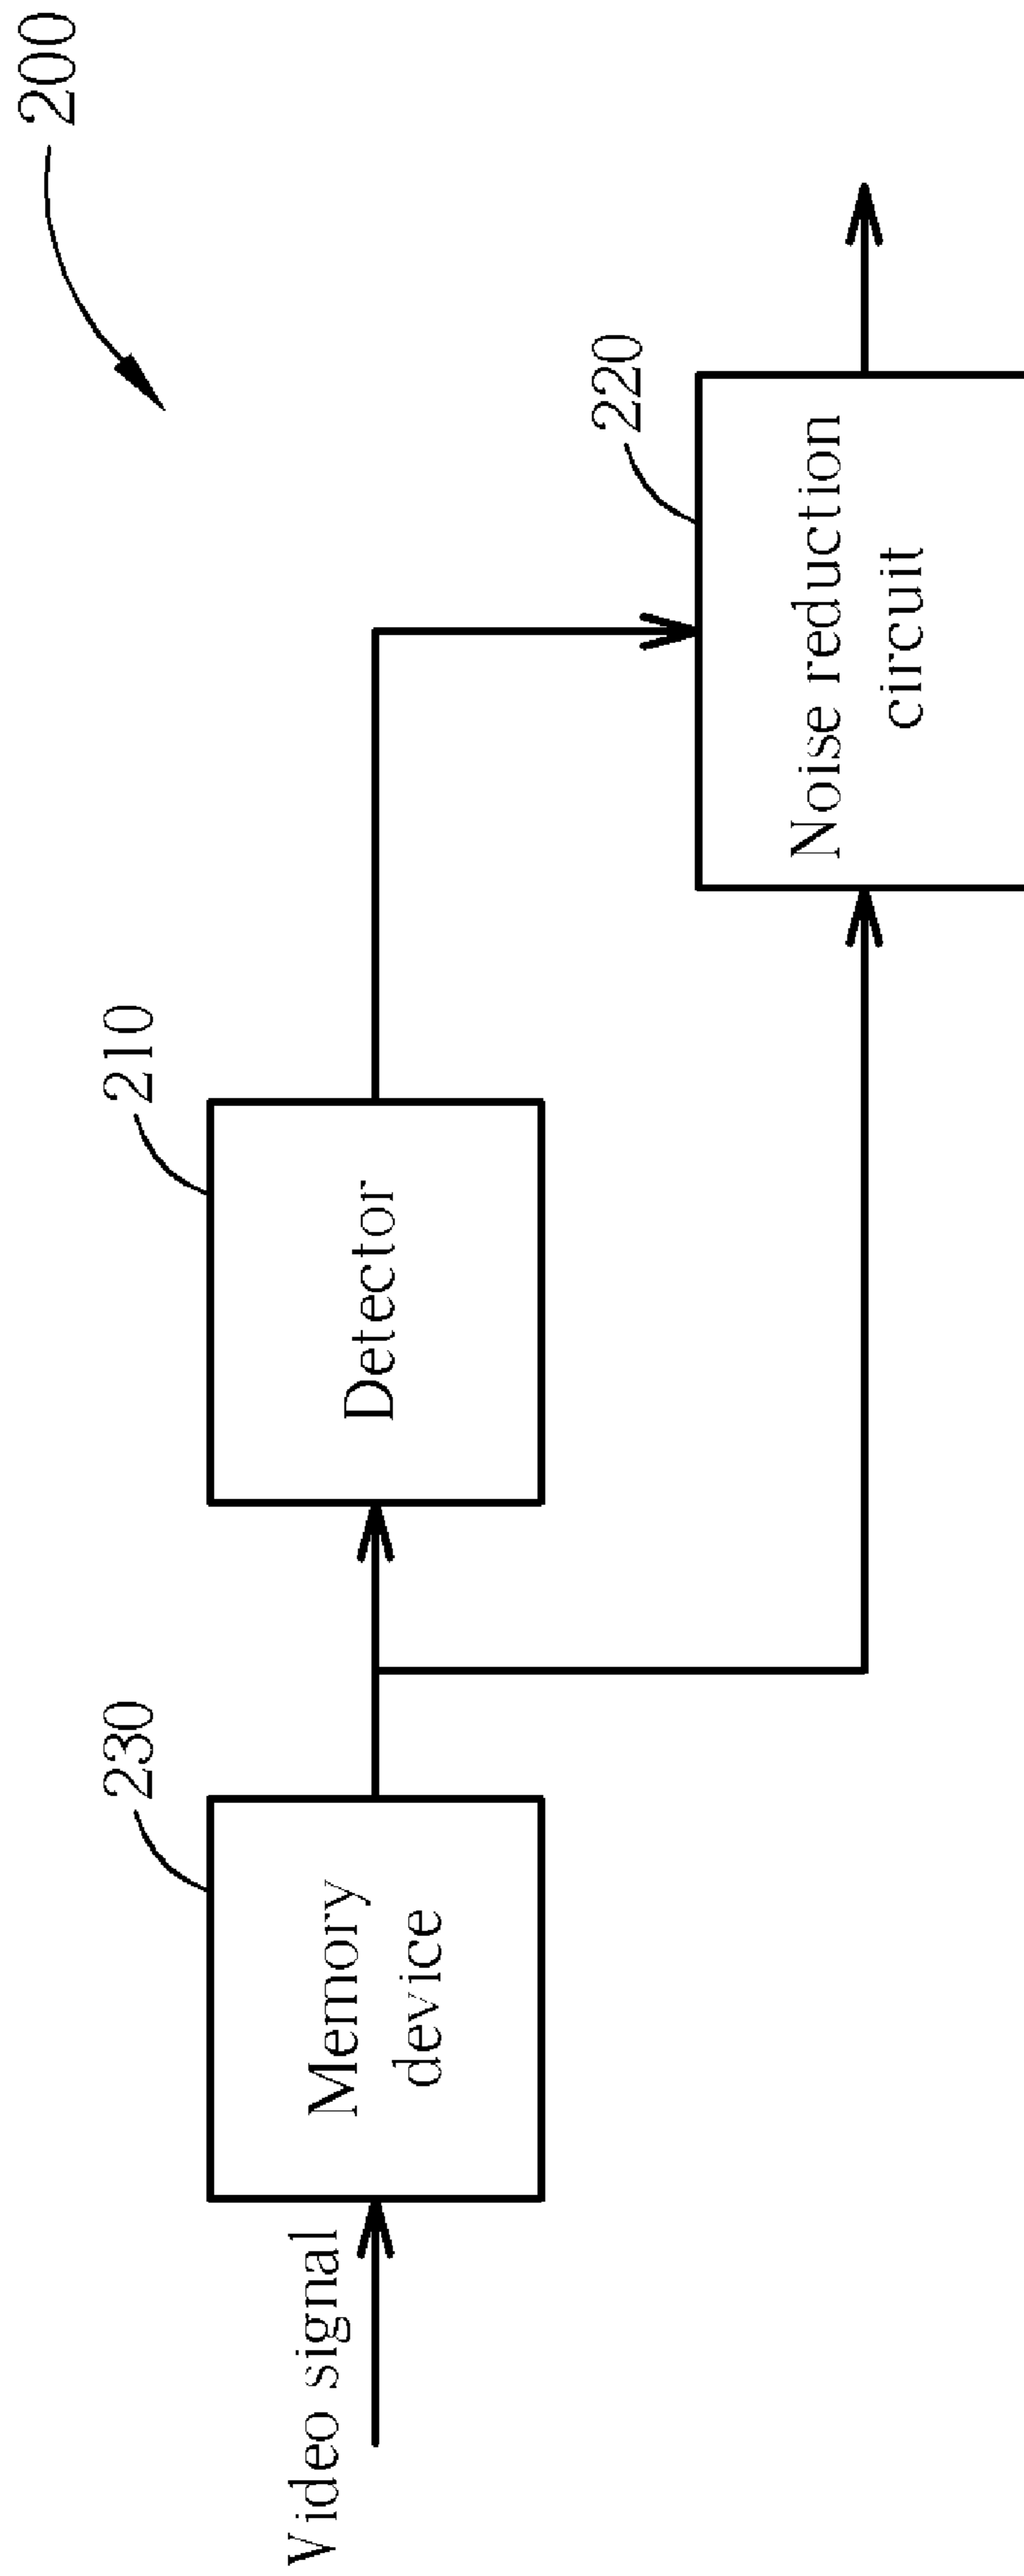 200
230
210
220
Video signal
Memory
device
Detector
Noise reduction
circuit